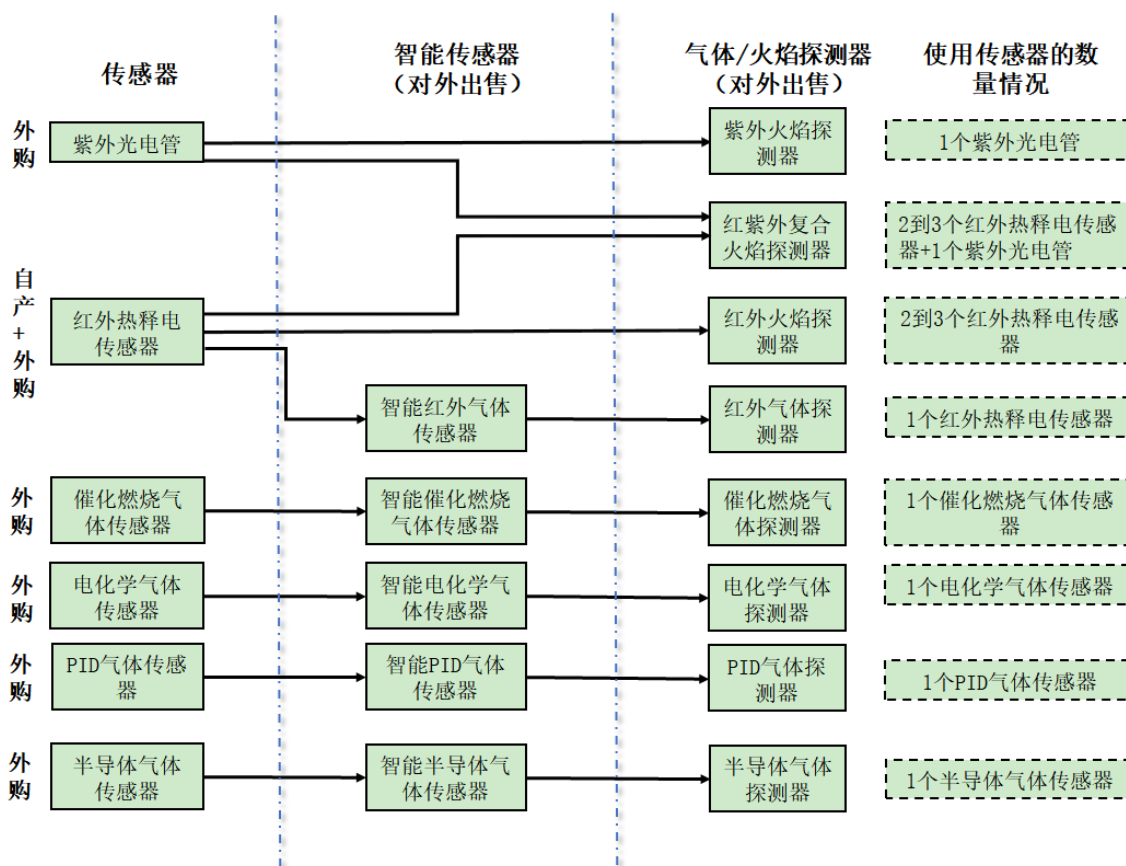 传感器
智能传感器
（对外出售）
气体/火焰探测器
（对外出售）
使用传感器的数
量情况
外
购
紫外光电管
紫外火焰探
测器
1个紫外光电管
红紫外复合
火焰探测器
2到3个红外热释电传感
器+1个紫外光电管
自
产
+
外
购
红外热释电
传感器
红外火焰探
测器
2到3个红外热释电传感
器
智能红外气体
传感器
红外气体探
测器
1个红外热释电传感器
外
购
催化燃烧气
体传感器
智能催化燃烧
气体传感器
催化燃烧气
体探测器
1个催化燃烧气体传感
器
外
购
电化学气体
传感器
智能电化学气
体传感器
电化学气体
探测器
1个电化学气体传感器
外
购
PID气体传感
器
智能PID气体
传感器
PID气体探
测器
1个PID气体传感器
外
购
半导体气体
传感器
智能半导体气
体传感器
半导体气体
探测器
1个半导体气体传感器